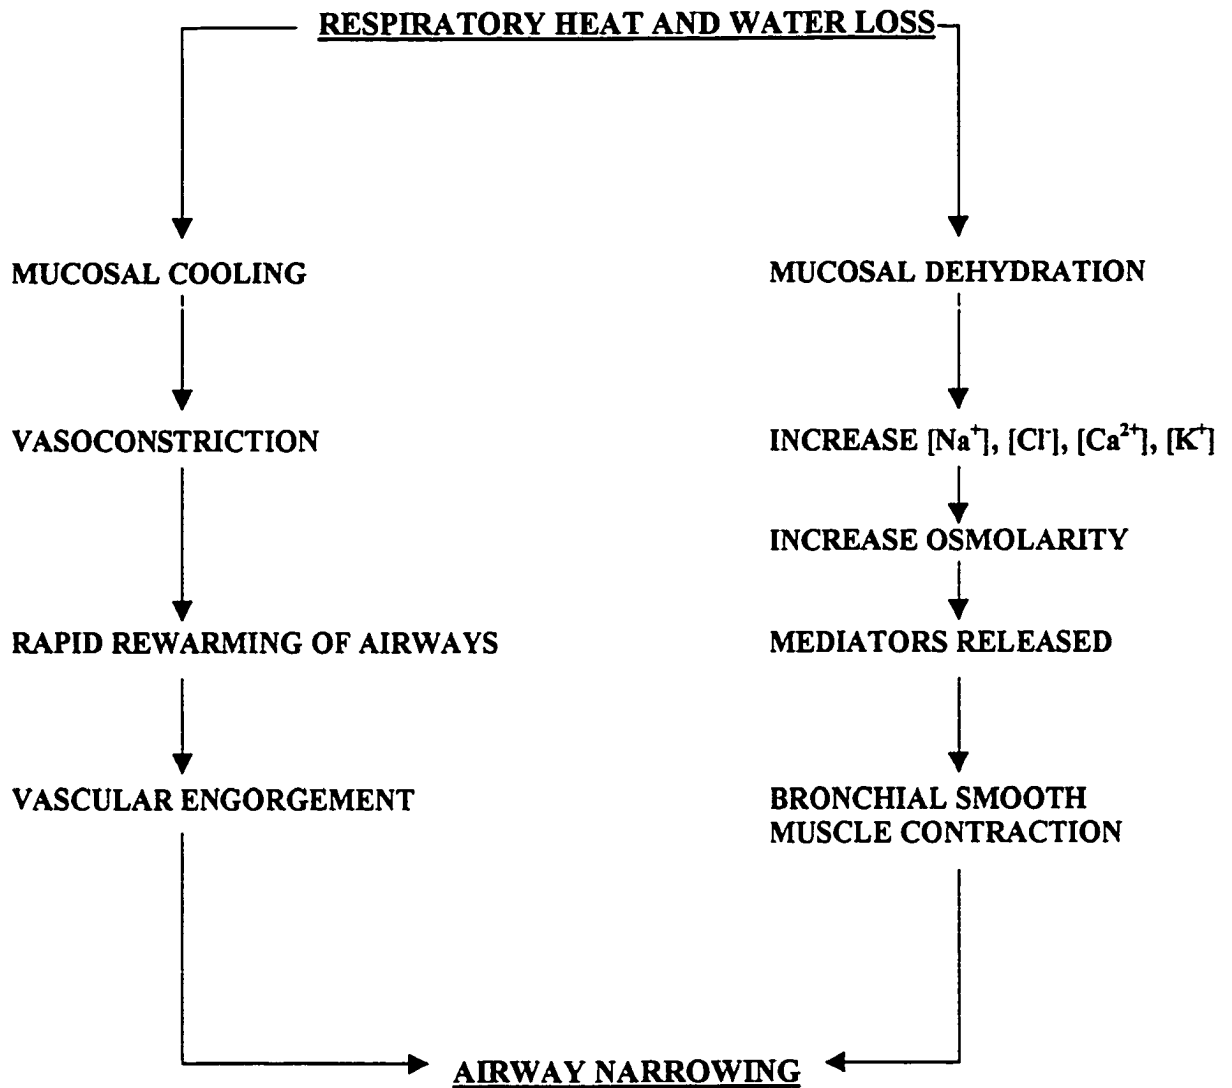 RESPIRATORY HEAT AND WATER LOSS
MUCOSAL COOLING
VASOCONSTRICTION
RAPID REWARMING OF AIRWAYS
VASCULAR ENGORGEMENT
MUCOSAL DEHYDRATION
INCREASE [Na⁺], [Cl⁻], [Ca²⁺], [K⁺]
INCREASE OSMOLARITY
MEDIATORS RELEASED
BRONCHIAL SMOOTH
MUSCLE CONTRACTION
AIRWAY NARROWING